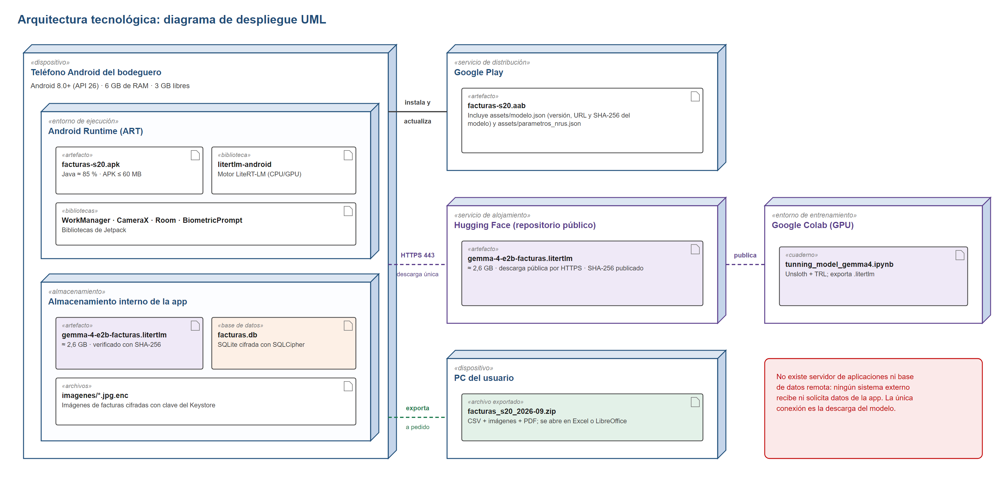 Arquitectura tecnológica: diagrama de despliegue UML
«dispositivo»
Teléfono Android del bodeguero
Android 8.0+ (API 26) · 6 GB de RAM · 3 GB libres
«entorno de ejecución»
Android Runtime (ART)
«artefacto»
facturas-s20.apk
Java ≈ 85 % · APK ≤ 60 MB
«biblioteca»
litertlm-android
Motor LiteRT-LM (CPU/GPU)
«bibliotecas»
WorkManager · CameraX · Room · BiometricPrompt
Bibliotecas de Jetpack
«almacenamiento»
Almacenamiento interno de la app
«artefacto»
gemma-4-e2b-facturas.litertlm
≈ 2,6 GB · verificado con SHA-256
«base de datos»
facturas.db
SQLite cifrada con SQLCipher
«archivos»
imagenes/*.jpg.enc
Imágenes de facturas cifradas con clave del Keystore
instala y
actualiza
HTTPS 443
descarga única
exporta
a pedido
«servicio de distribución»
Google Play
«artefacto»
facturas-s20.aab
Incluye assets/modelo.json (versión, URL y SHA-256 del
modelo) y assets/parametros_nrus.json
«servicio de alojamiento»
Hugging Face (repositorio público)
«artefacto»
gemma-4-e2b-facturas.litertlm
≈ 2,6 GB · descarga pública por HTTPS · SHA-256 publicado
publica
«entorno de entrenamiento»
Google Colab (GPU)
«cuaderno»
tunning_model_gemma4.ipynb
Unsloth + TRL; exporta .litertlm
«dispositivo»
PC del usuario
«archivo exportado»
facturas_s20_2026-09.zip
CSV + imágenes + PDF; se abre en Excel o LibreOffice
No existe servidor de aplicaciones ni base
de datos remota: ningún sistema externo
recibe ni solicita datos de la app. La única
conexión es la descarga del modelo.